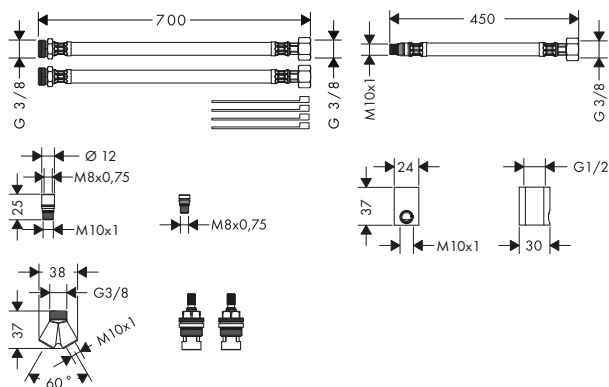 700
G 3/8
G 3/8
450
M10x1
G 3/8
Ø 12
M8x0,75
25
M10x1
M8x0,75
24
37
M10x1
G1/2
30
38
G3/8
37
M10x1
60°